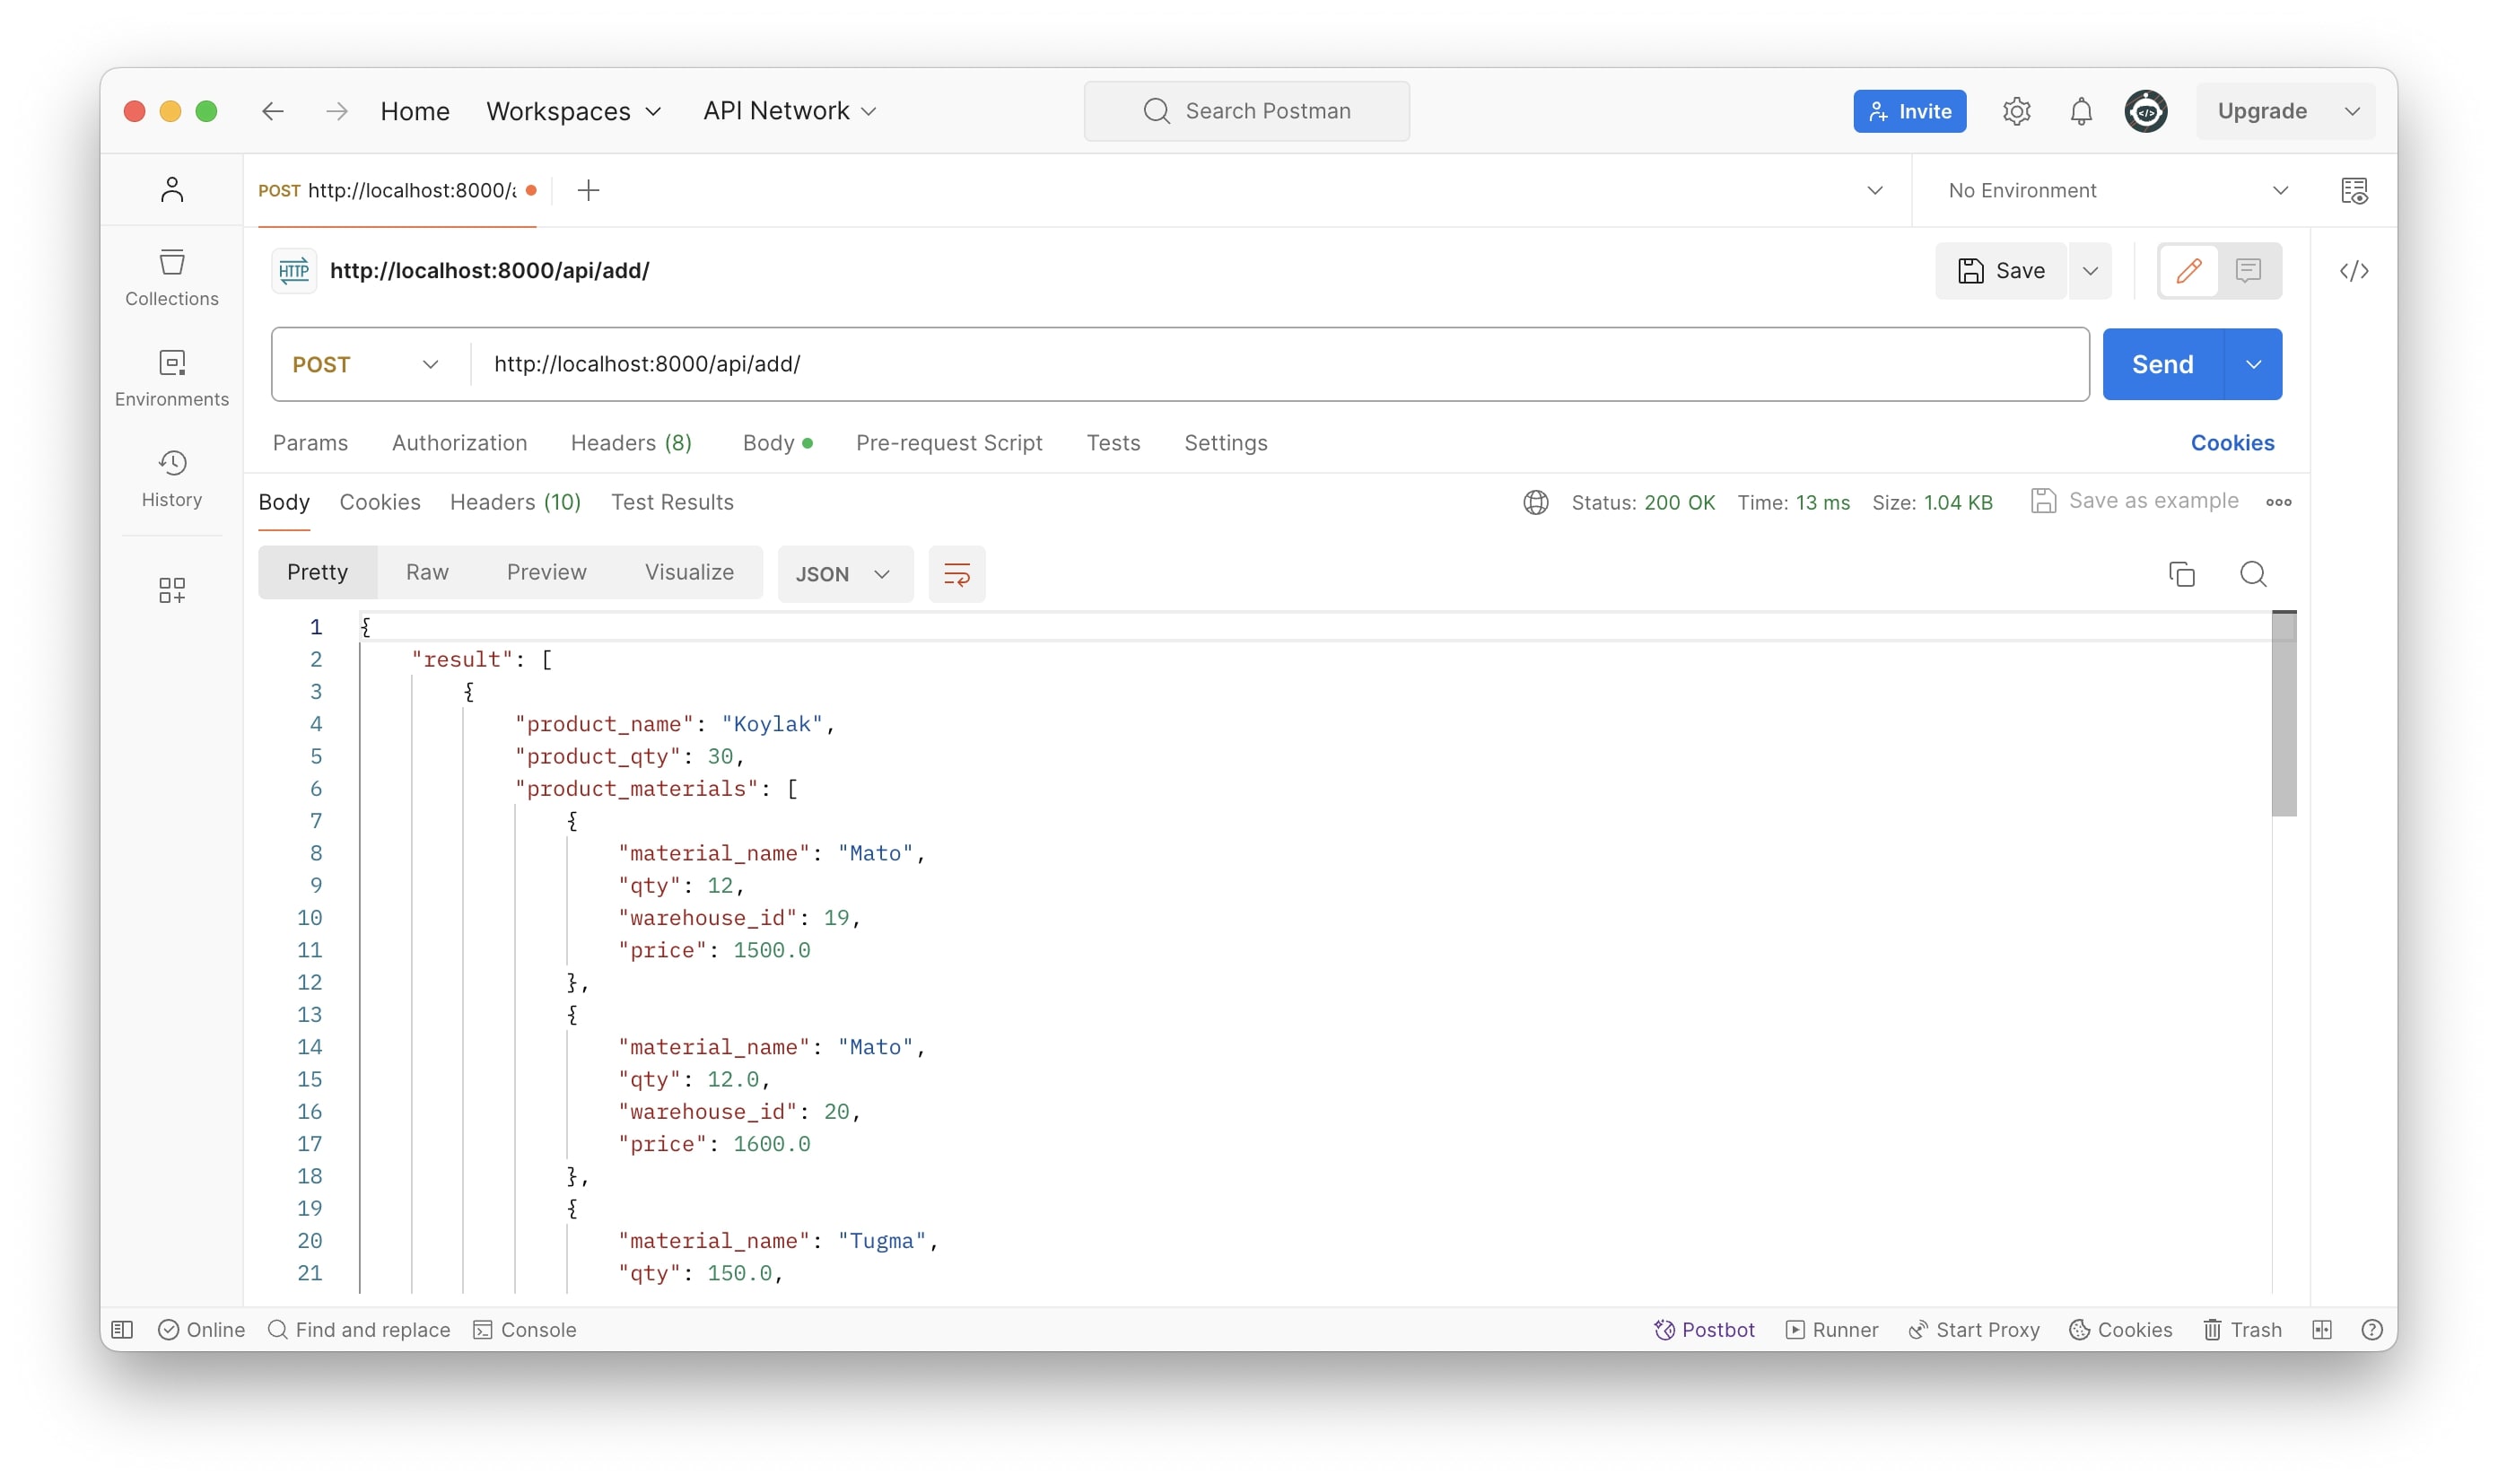 Home Workspaces API Network Search Postman Invite Upgrade
POST http://localhost:8000/a No Environment
HTTP http://localhost:8000/api/add/ Save
Collections
POST http://localhost:8000/api/add/ Send
Environments
Params Authorization Headers (8) Body Pre-request Script Tests Settings Cookies
History
Body Cookies Headers (10) Test Results Status: 200 OK Time: 13 ms Size: 1.04 KB Save as example
Pretty Raw Preview Visualize JSON
1 {
2 "result": [
3 {
4 "product_name": "Koylak",
5 "product_qty": 30,
6 "product_materials": [
7 {
8 "material_name": "Mato",
9 "qty": 12,
10 "warehouse_id": 19,
11 "price": 1500.0
12 },
13 {
14 "material_name": "Mato",
15 "qty": 12.0,
16 "warehouse_id": 20,
17 "price": 1600.0
18 },
19 {
20 "material_name": "Tugma",
21 "qty": 150.0,
Online Find and replace Console Postbot Runner Start Proxy Cookies Trash